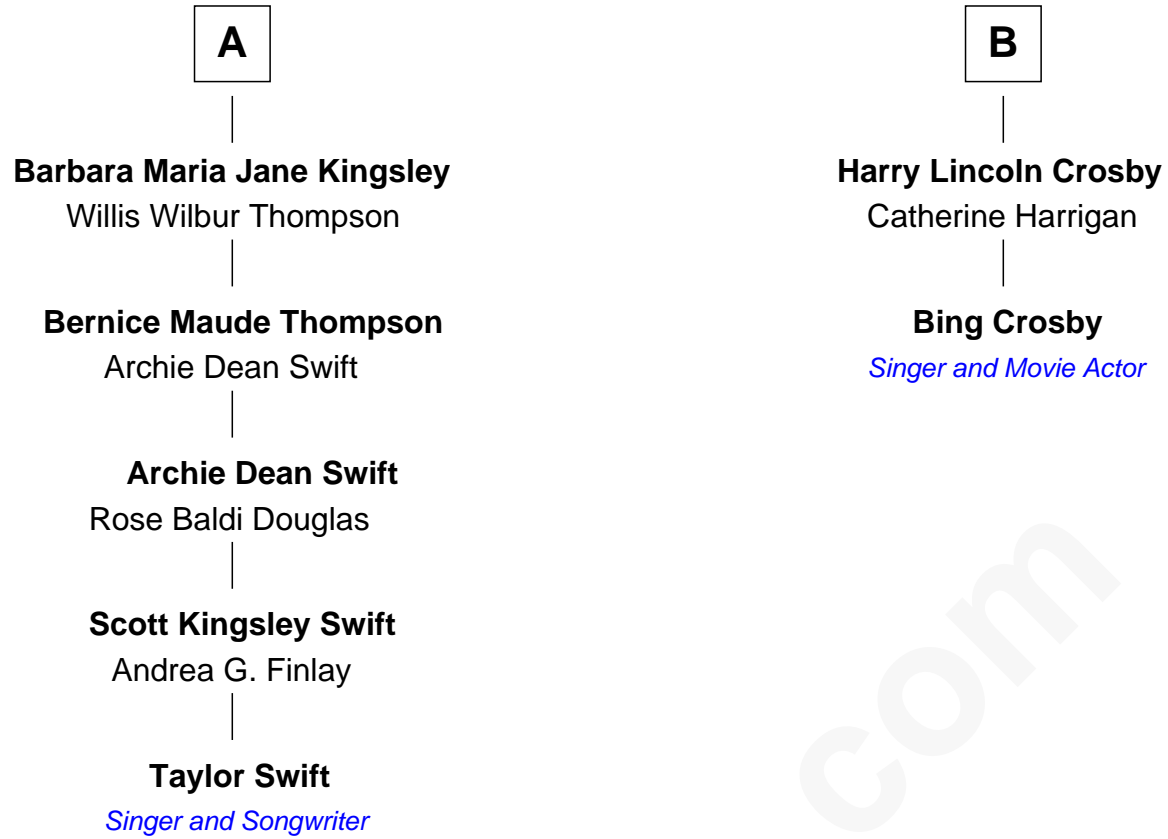 A
Barbara Maria Jane Kingsley
Willis Wilbur Thompson
Bernice Maude Thompson
Archie Dean Swift
Archie Dean Swift
Rose Baldi Douglas
Scott Kingsley Swift
Andrea G. Finlay
Taylor Swift
Singer and Songwriter
B
Harry Lincoln Crosby
Catherine Harrigan
Bing Crosby
Singer and Movie Actor
com